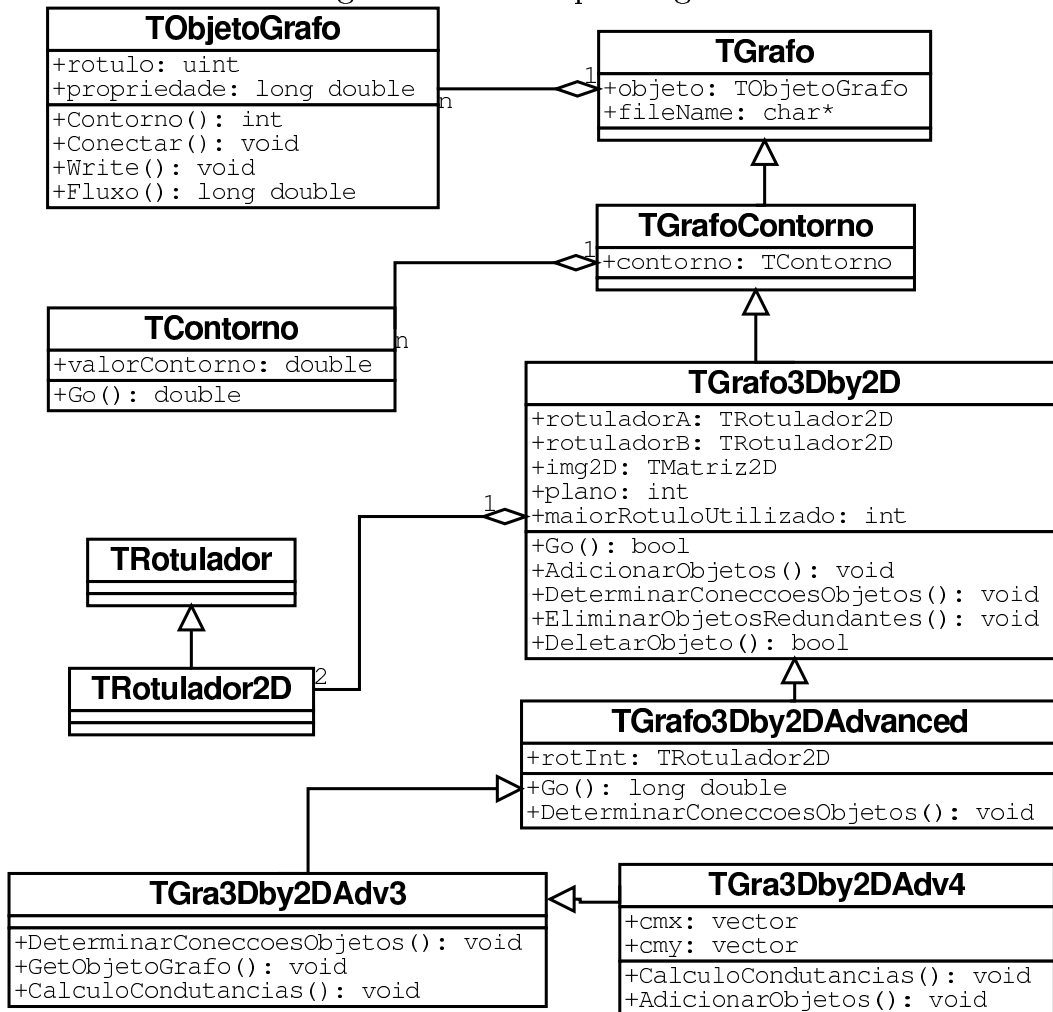 TObjetoGrafo
+rotulo: uint
+propriedade: long double
+Contorno(): int
+Conectar(): void
+Write(): void
+Fluxo(): long double
n
1
TGrafo
+objeto: TObjetoGrafo
+fileName: char*
TGrafoContorno
+contorno: TContorno
1
n
TContorno
+valorContorno: double
+Go(): double
TGrafo3Dby2D
+rotuladorA: TRotulador2D
+rotuladorB: TRotulador2D
+img2D: TMatriz2D
+plano: int
+maiorRotuloUtilizado: int
+Go(): bool
+AdicionarObjetos(): void
+DeterminarConeccoesObjetos(): void
+EliminarObjetosRedundantes(): void
+DeletarObjeto(): bool
1
TRotulador
TRotulador2D
2
TGrafo3Dby2DAdvanced
+rotInt: TRotulador2D
+Go(): long double
+DeterminarConeccoesObjetos(): void
TGra3Dby2DAdv3
+DeterminarConeccoesObjetos(): void
+GetObjetoGrafo(): void
+CalculoCondutancias(): void
TGra3Dby2DAdv4
+cmx: vector
+cmy: vector
+CalculoCondutancias(): void
+AdicionarObjetos(): void